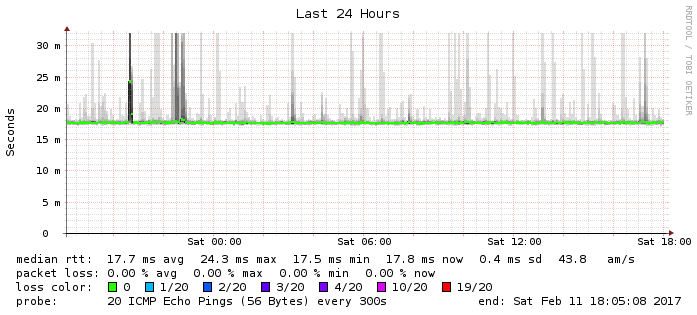 Last 24 Hours
RRDTOOL / TOBI OETIKER
Seconds
30 m
25 m
20 m
15 m
10 m
5 m
0
Sat 00:00 Sat 06:00 Sat 12:00 Sat 18:00
median rtt: 17.7 ms avg 24.3 ms max 17.5 ms min 17.8 ms now 0.4 ms sd 43.8 am/s
packet loss: 0.00 % avg 0.00 % max 0.00 % min 0.00 % now
loss color: 0 1/20 2/20 3/20 4/20 10/20 19/20
probe: 20 ICMP Echo Pings (56 Bytes) every 300s end: Sat Feb 11 18:05:08 2017